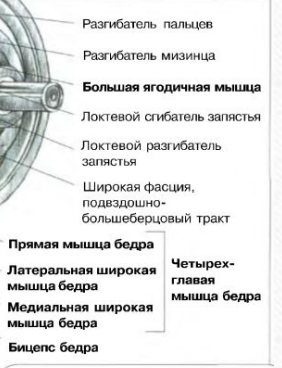 Разгибатель пальцев
Разгибатель мизинца
Большая ягодичная мышца
Локтевой сгибатель запястья
Локтевой разгибатель
запястья
Широкая фасция,
подвздошно-
большеберцовый тракт
Прямая мышца бедра
Латеральная широкая
мышца бедра
Медиальная широкая
мышца бедра
Четырех-
главая
мышца бедра
Бицепс бедра